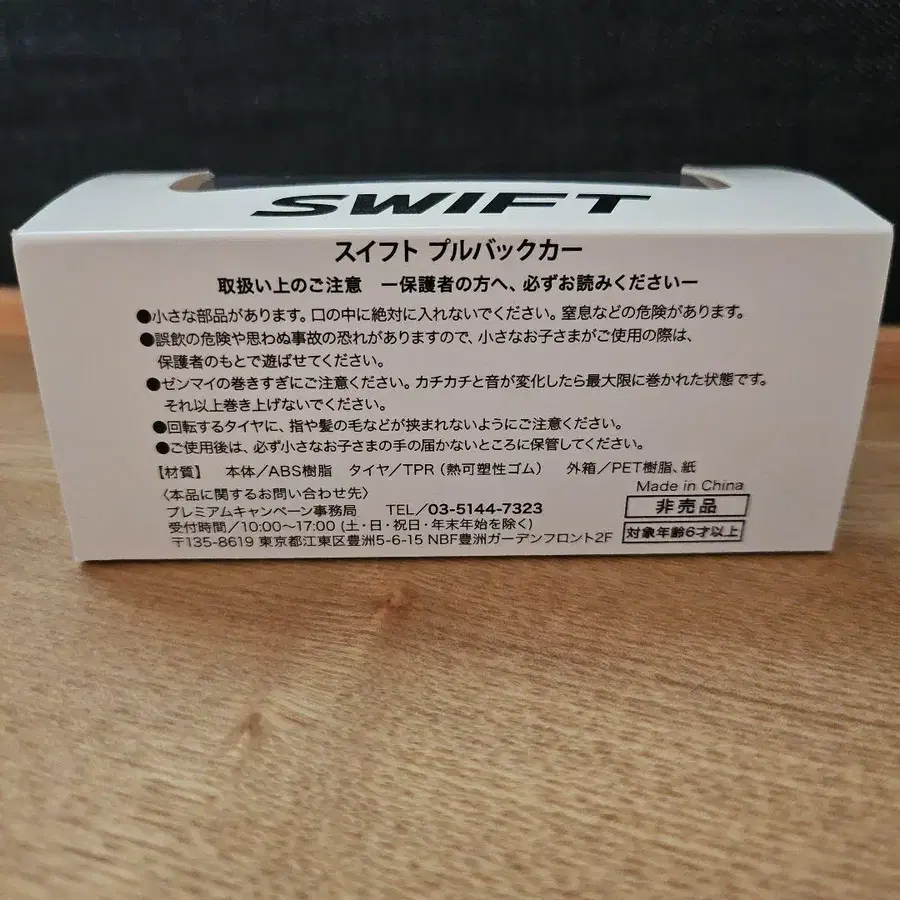 SWIFT
スイフト プルバックカー
取扱い上のご注意 ー保護者の方へ、必ずお読みくださいー
●小さな部品があります。口の中に絶対に入れないでください。窒息などの危険があります。
●誤飲の危険や思わぬ事故の恐れがありますので、小さなお子さまがご使用の際は、
保護者のもとで遊ばせてください。
●ゼンマイの巻きすぎにご注意ください。カチカチと音が変化したら最大限に巻かれた状態です。
それ以上巻き上げないでください。
●回転するタイヤに、指や髪の毛などが挟まれないようにご注意ください。
●ご使用後は、必ず小さなお子さまの手の届かないところに保管してください。
【材質】 本体/ABS樹脂 タイヤ/TPR(熱可塑性ゴム) 外箱/PET樹脂、紙
Made in China
〈本品に関するお問い合わせ先〉
プレミアムキャンペーン事務局 TEL/03-5144-7323
非売品
受付時間/10:00〜17:00 (土・日・祝日・年末年始を除く)
〒135-8619 東京都江東区豊洲5-6-15 NBF豊洲ガーデンフロント2F
対象年齢6才以上